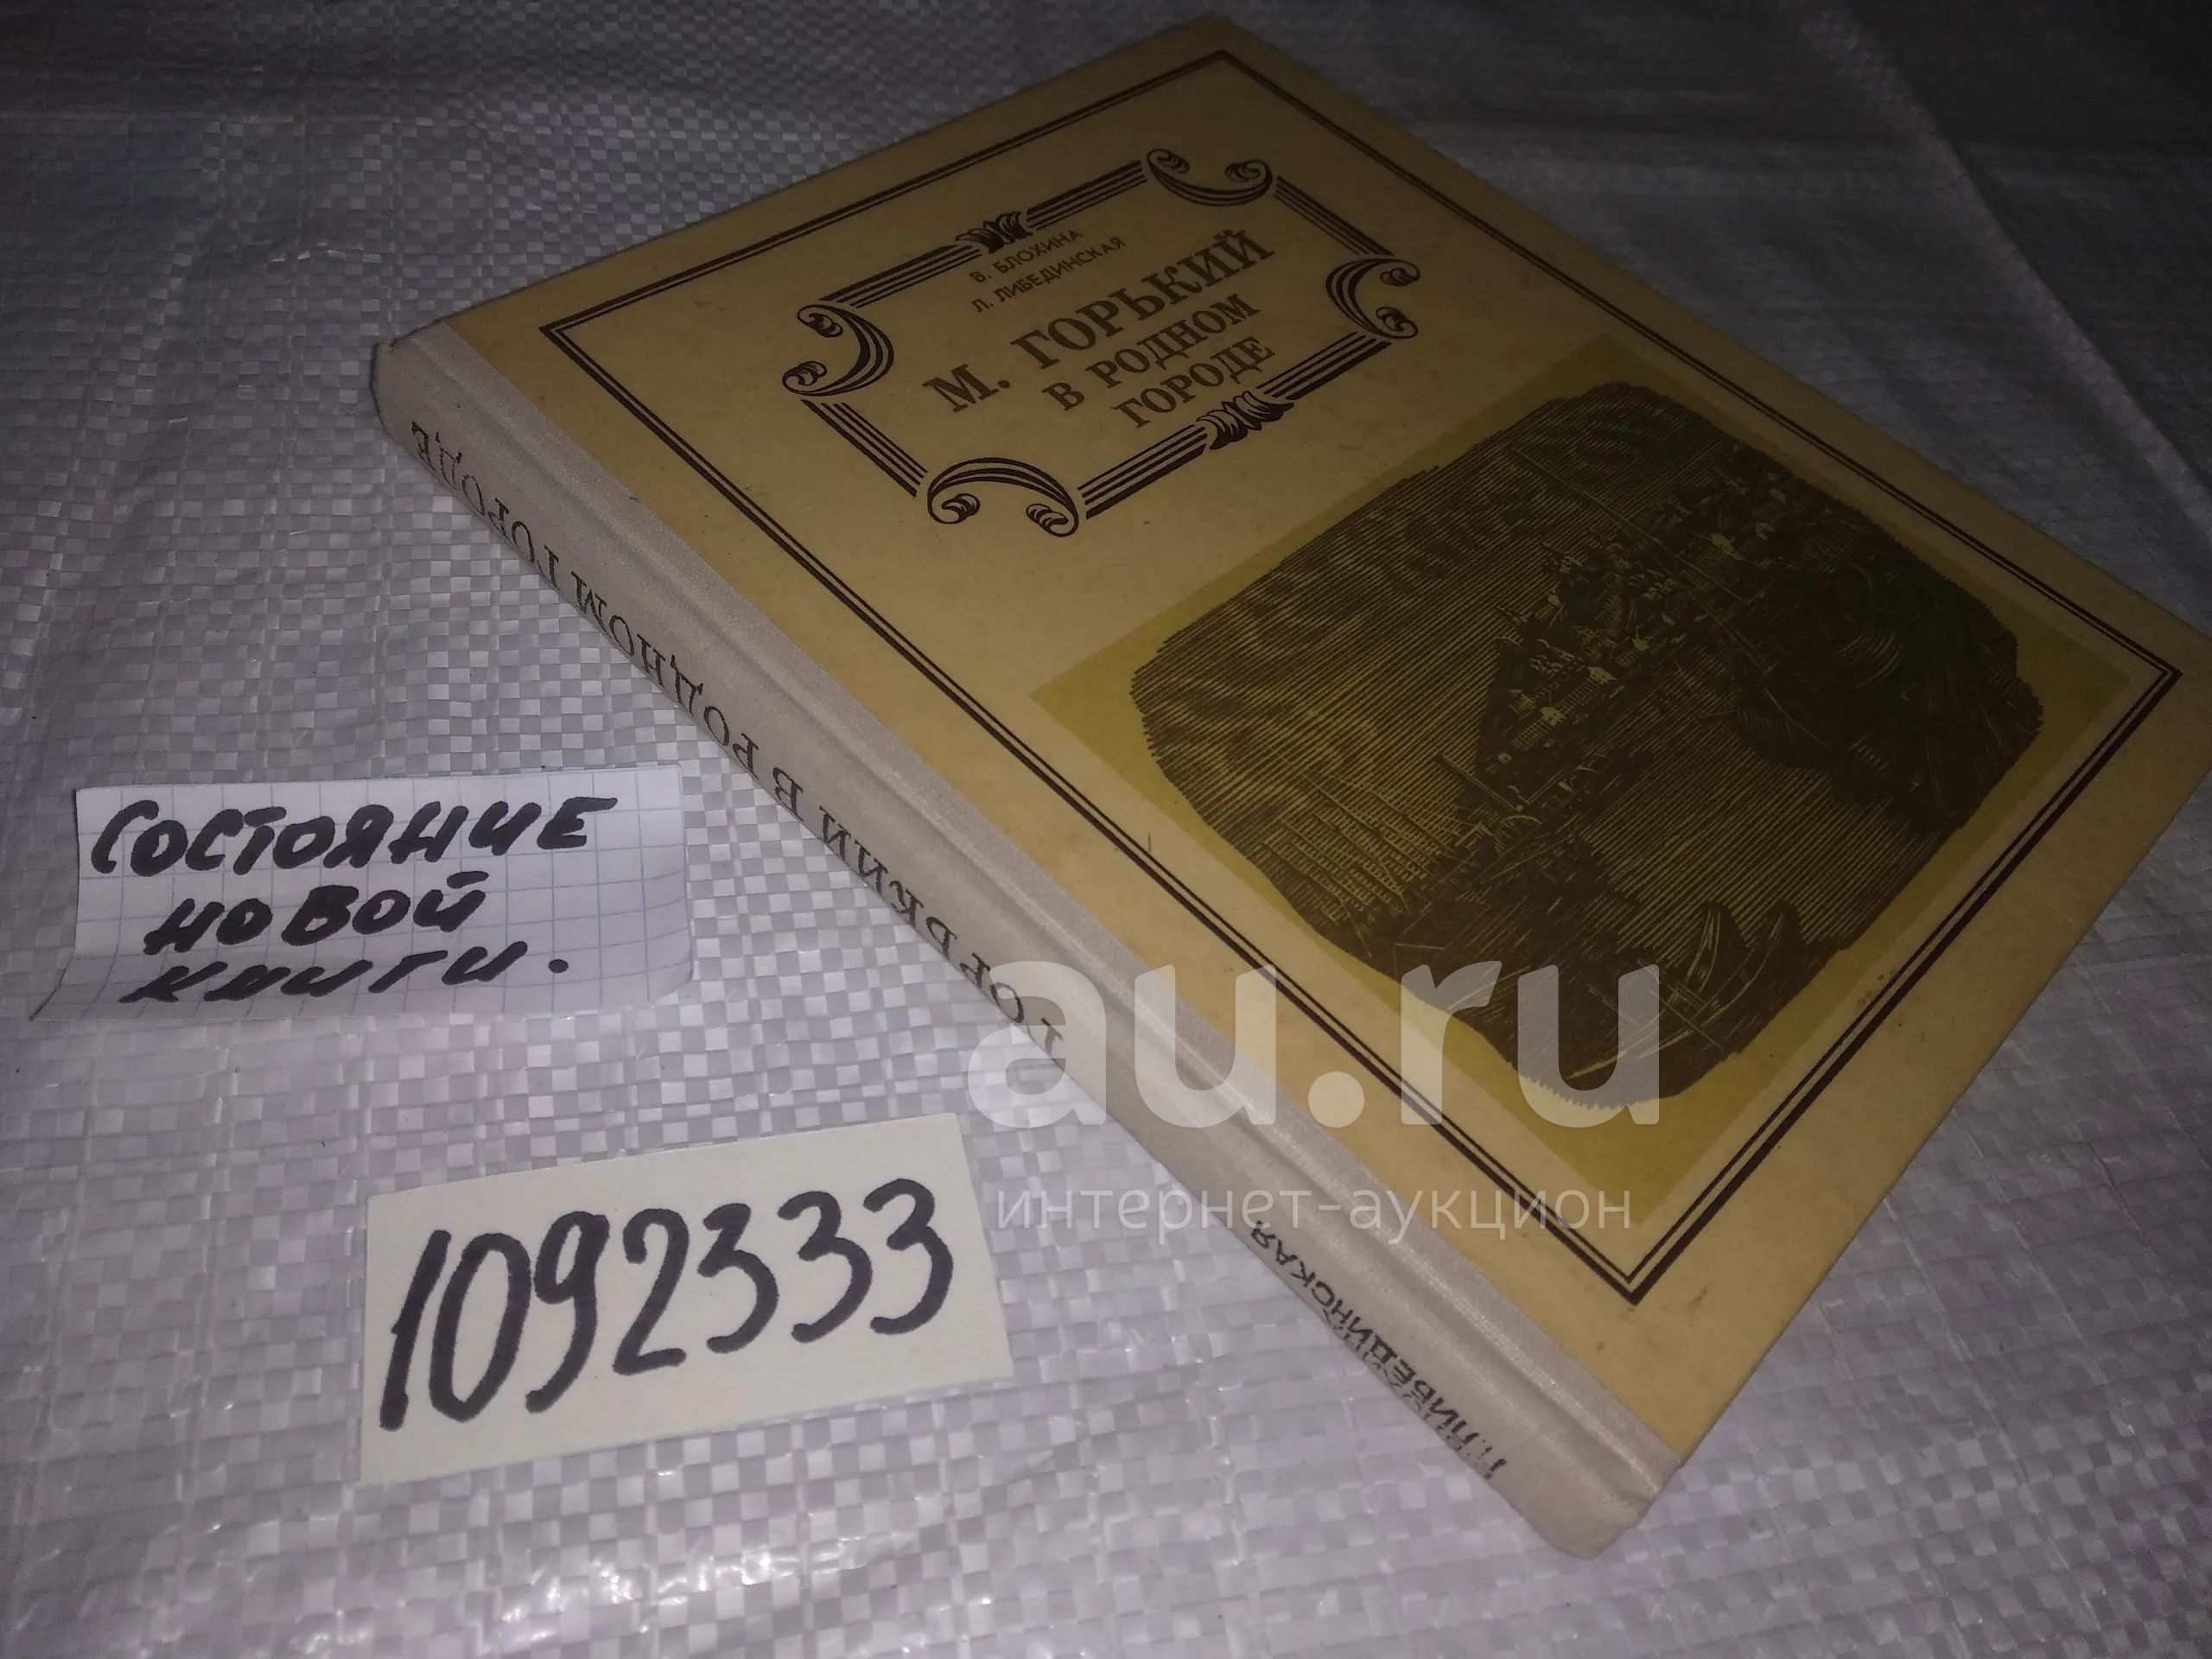 В. БЛОХИНА
Л. ЛИБЕДИНСКАЯ
М. ГОРЬКИЙ
В РОДНОМ
ГОРОДЕ
ГОРЬКИЙ В РОДНОМ ГОРОДЕ
Л. ЛИБЕДИНСКАЯ
СОСТОЯНИЕ
НОВОЙ
КНИГИ.
1092333
au.ru
интернет-аукцион